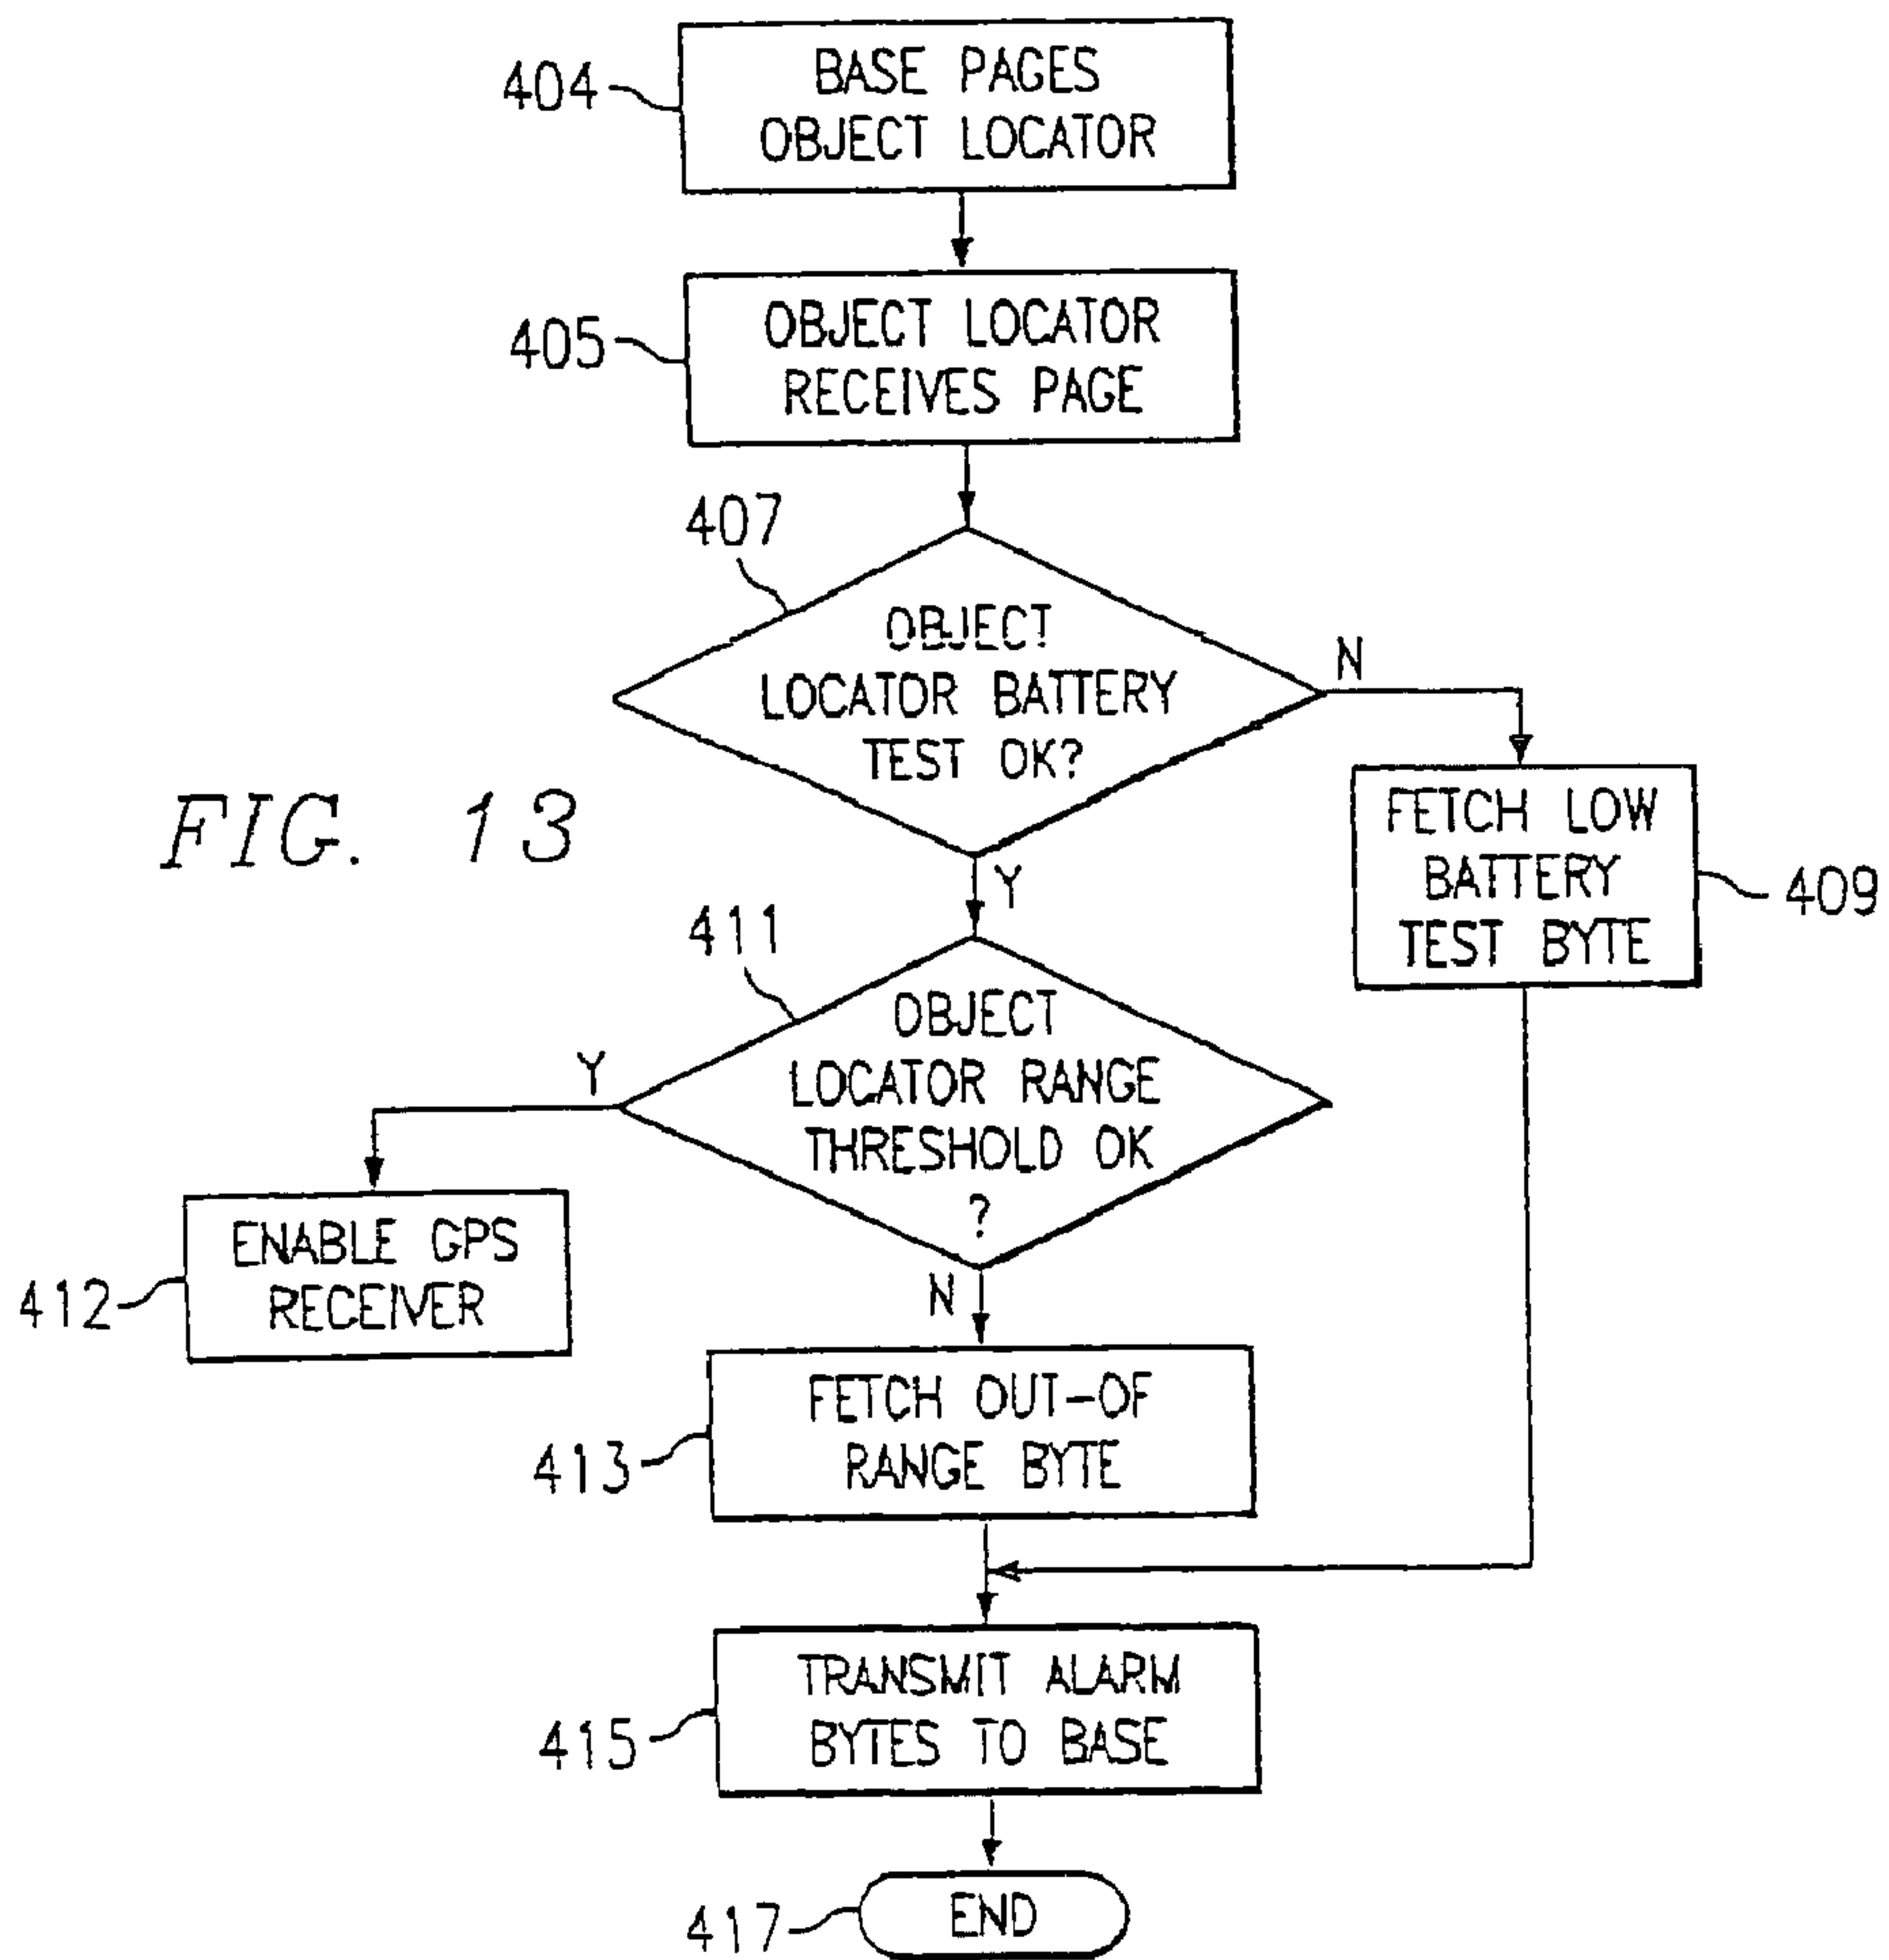 BASE PAGES
OBJECT LOCATOR
404
OBJECT LOCATOR
RECEIVES PAGE
405
407
OBJECT
LOCATOR BATTERY
TEST OK?
N
FIG. 13
FETCH LOW
BATTERY
TEST BYTE
409
Y
411
OBJECT
LOCATOR RANGE
THRESHOLD OK
?
Y
ENABLE GPS
RECEIVER
412
N
FETCH OUT-OF
RANGE BYTE
413
TRANSMIT ALARM
BYTES TO BASE
415
END
417